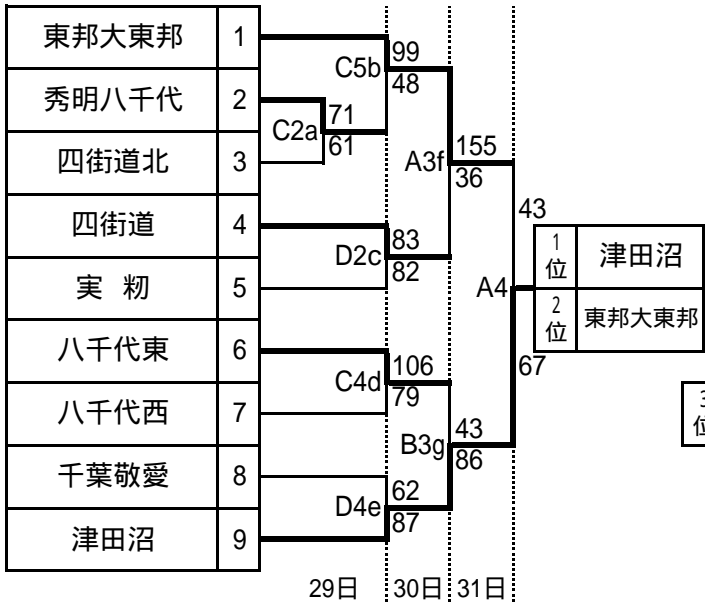 東邦大東邦 1
秀明八千代 2
四街道北 3
四街道 4
実 籾 5
八千代東 6
八千代西 7
千葉敬愛 8
津田沼 9
C5b
99
48
C2a
71
61
A3f
155
36
D2c
83
82
C4d
106
79
B3g
43
86
D4e
62
87
A4
43
67
1位 津田沼
2位 東邦大東邦
位
29日 30日 31日